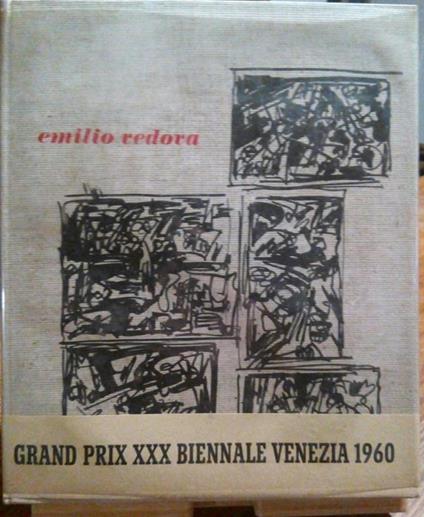 emilio vedova
GRAND PRIX XXX BIENNALE VENEZIA 1960